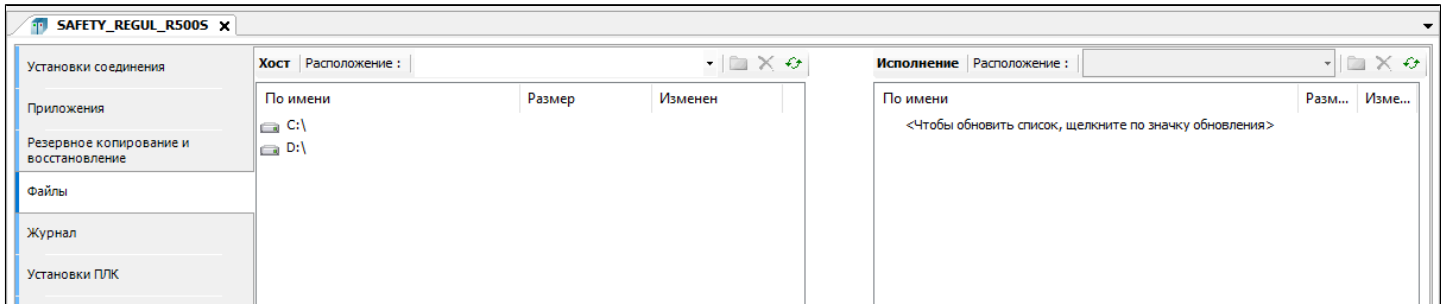 SAFETY_REGUL_R500S X
Установки соединения
Приложения
Резервное копирование и
восстановление
Файлы
Журнал
Установки ПЛК
Хост Расположение :
По имени Размер Изменен
C:\
D:\
Исполнение Расположение :
По имени Разм... Изме...
<Чтобы обновить список, щелкните по значку обновления>